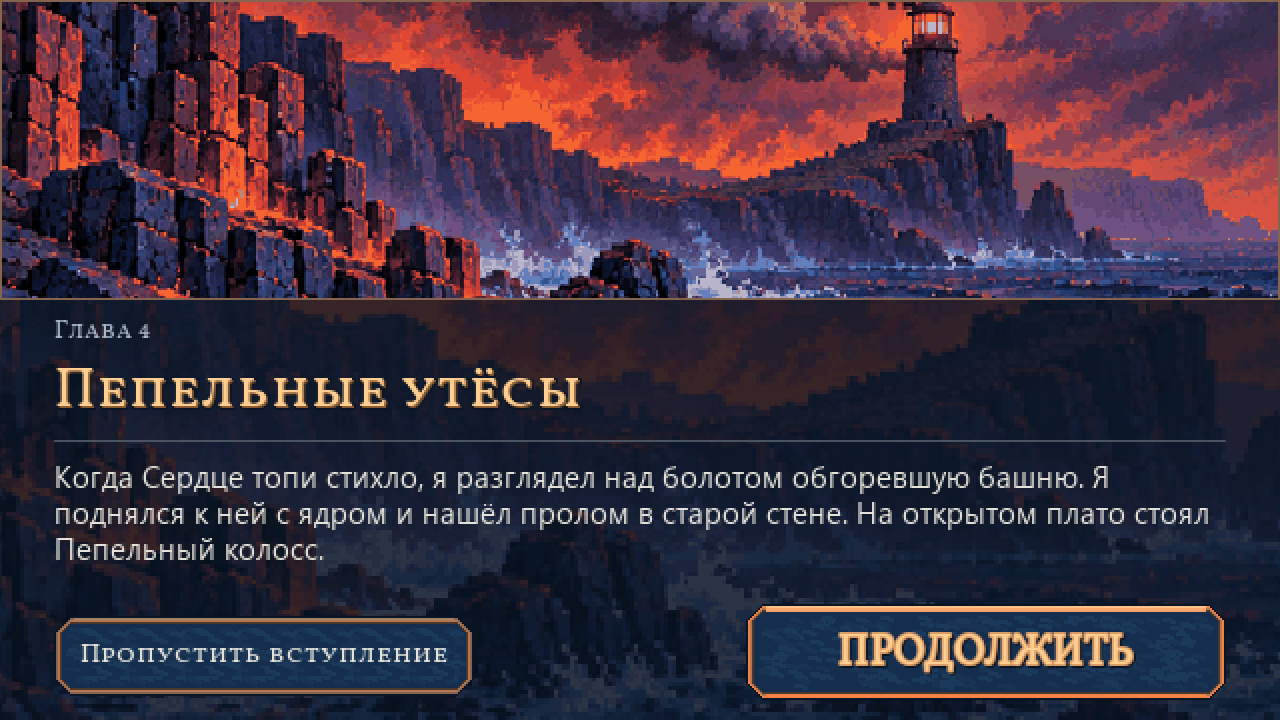 Глава 4
Пепельные утёсы
Когда Сердце топи стихло, я разглядел над болотом обгоревшую башню. Я
поднялся к ней с ядром и нашёл пролом в старой стене. На открытом плато стоял
Пепельный колосс.
Пропустить вступление
ПРОДОЛЖИТЬ